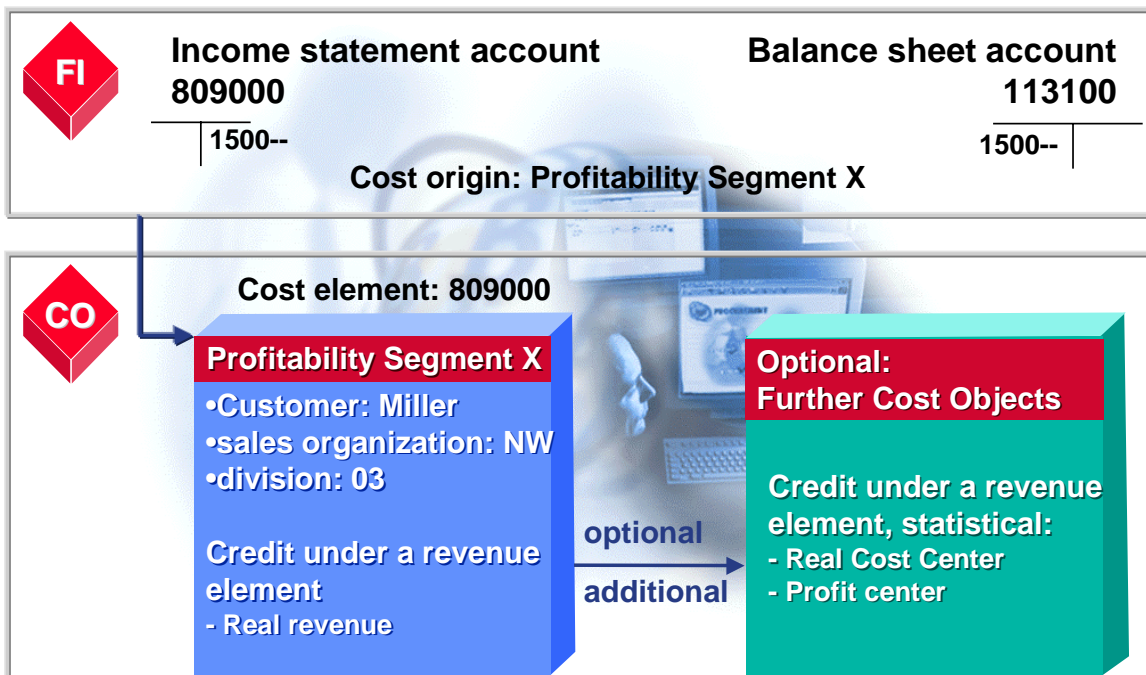 FI
Income statement account
809000
1500--
Balance sheet account
113100
1500--
Cost origin: Profitability Segment X
CO
Cost element: 809000
Profitability Segment X
•Customer: Miller
•sales organization: NW
•division: 03
Credit under a revenue
element
- Real revenue
optional
additional
Optional:
Further Cost Objects
Credit under a revenue
element, statistical:
- Real Cost Center
- Profit center
PROCUREMENT